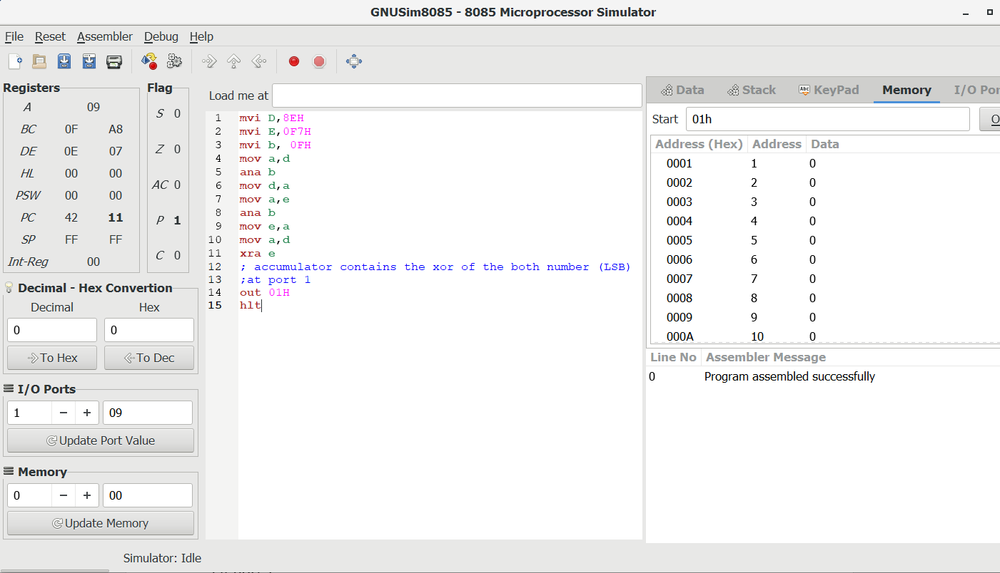 GNUSim8085 - 8085 Microprocessor Simulator
File Reset Assembler Debug Help
Registers
A 09
BC 0F A8
DE 0E 07
HL 00 00
PSW 00 00
PC 42 11
SP FF FF
Int-Reg 00
Flag
S 0
Z 0
AC 0
P 1
C 0
Decimal - Hex Convertion
Decimal Hex
0 0
To Hex To Dec
I/O Ports
1 − + 09
Update Port Value
Memory
0 − + 00
Update Memory
Load me at
1 mvi D,8EH
2 mvi E,0F7H
3 mvi b, 0FH
4 mov a,d
5 ana b
6 mov d,a
7 mov a,e
8 ana b
9 mov e,a
10 mov a,d
11 xra e
12 ; accumulator contains the xor of the both number (LSB)
13 ;at port 1
14 out 01H
15 hlt
Data Stack Abc KeyPad Memory I/O Por
Start 01h O
Address (Hex) Address Data
0001 1 0
0002 2 0
0003 3 0
0004 4 0
0005 5 0
0006 6 0
0007 7 0
0008 8 0
0009 9 0
000A 10 0
Line No Assembler Message
0 Program assembled successfully
Simulator: Idle